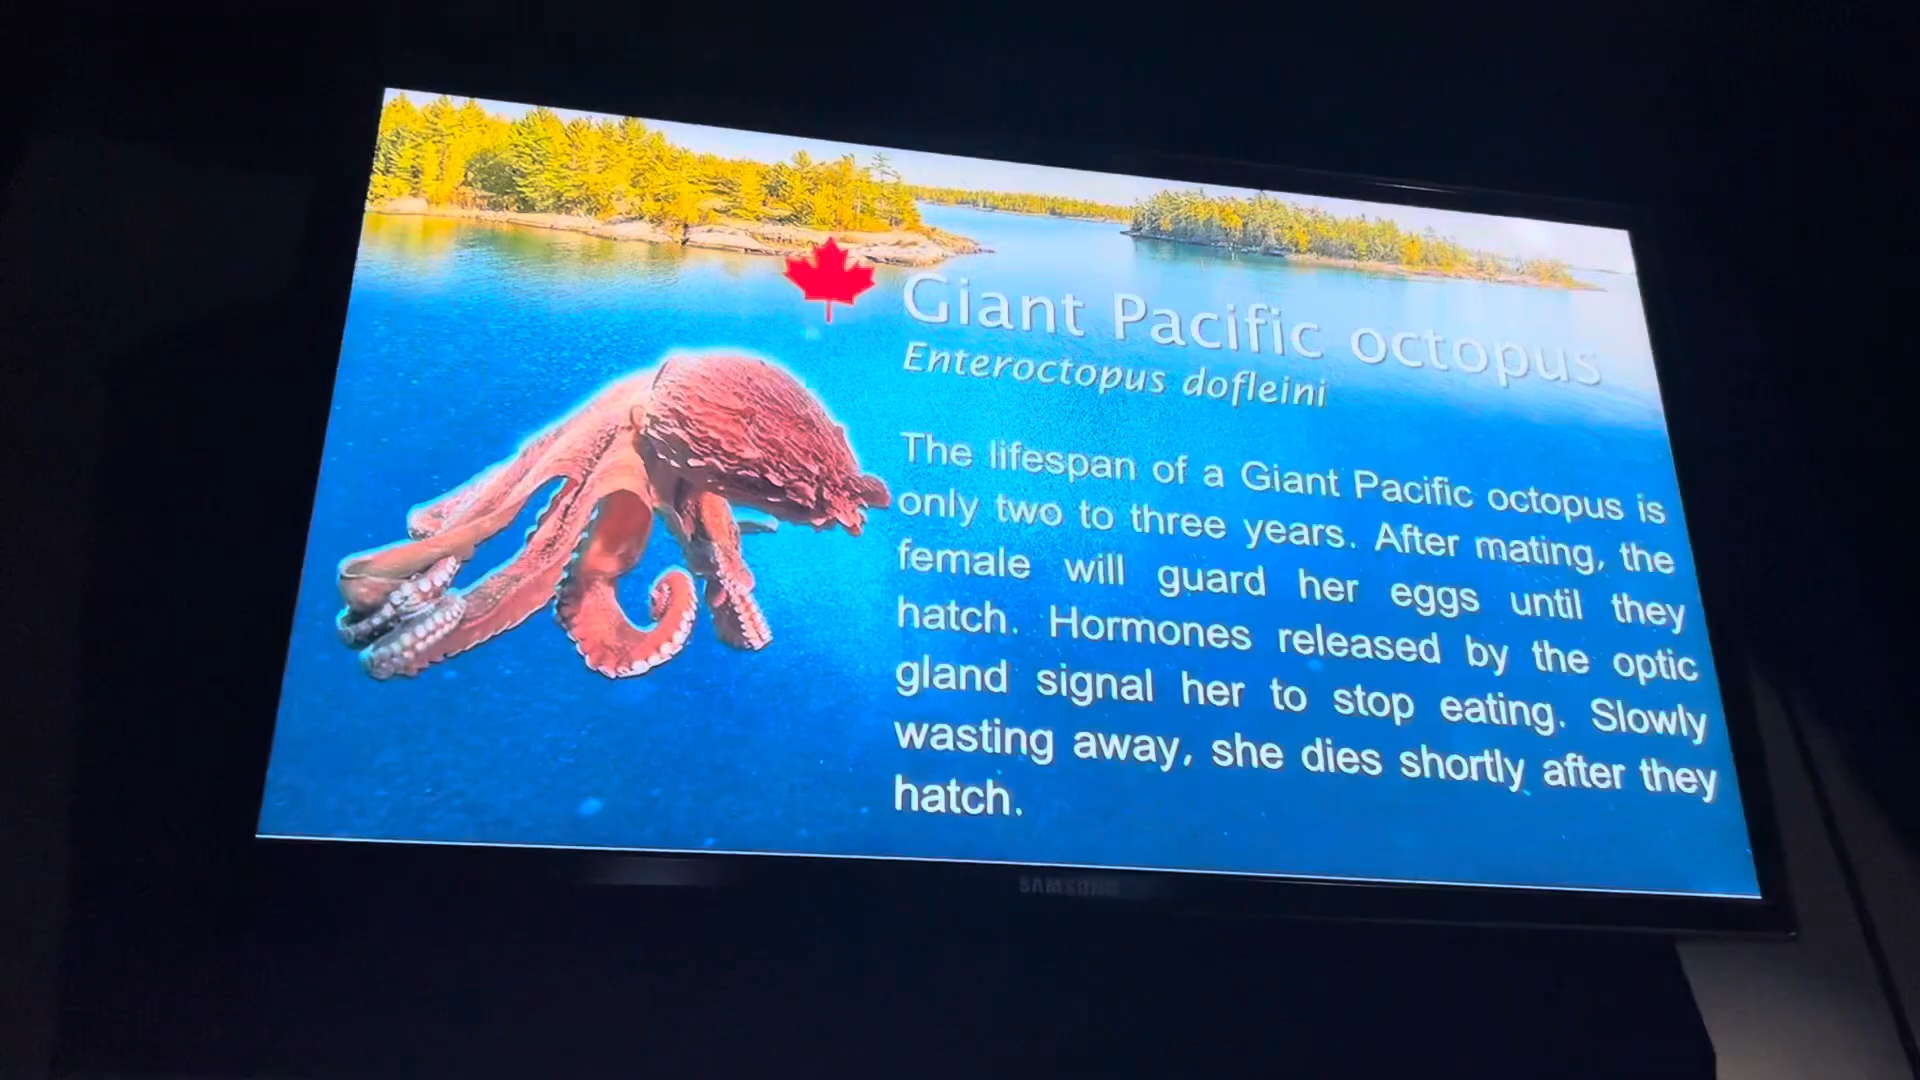 Giant Pacific octopus
Enteroctopus dofleini
The lifespan of a Giant Pacific octopus is
only two to three years. After mating, the
female will guard her eggs until they
hatch. Hormones released by the optic
gland signal her to stop eating. Slowly
wasting away, she dies shortly after they
hatch.
SAMSUNG